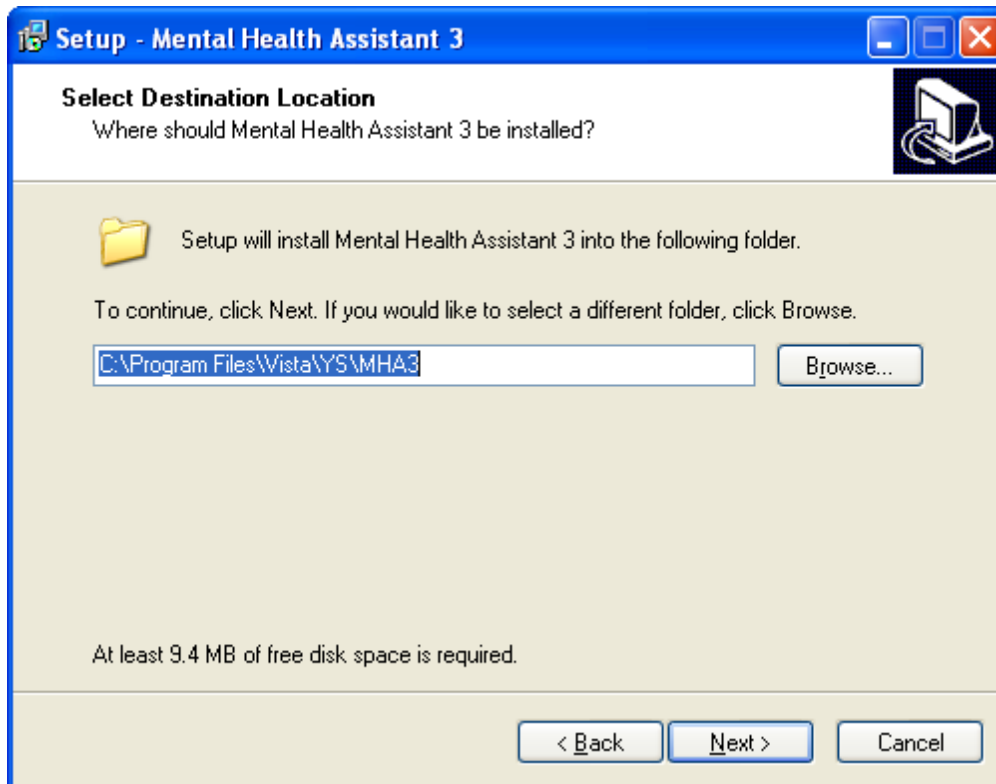 Setup - Mental Health Assistant 3
Select Destination Location
Where should Mental Health Assistant 3 be installed?
Setup will install Mental Health Assistant 3 into the following folder.
To continue, click Next. If you would like to select a different folder, click Browse.
C:\Program Files\Vista\YS\MHA3
Browse...
At least 9.4 MB of free disk space is required.
< Back Next > Cancel